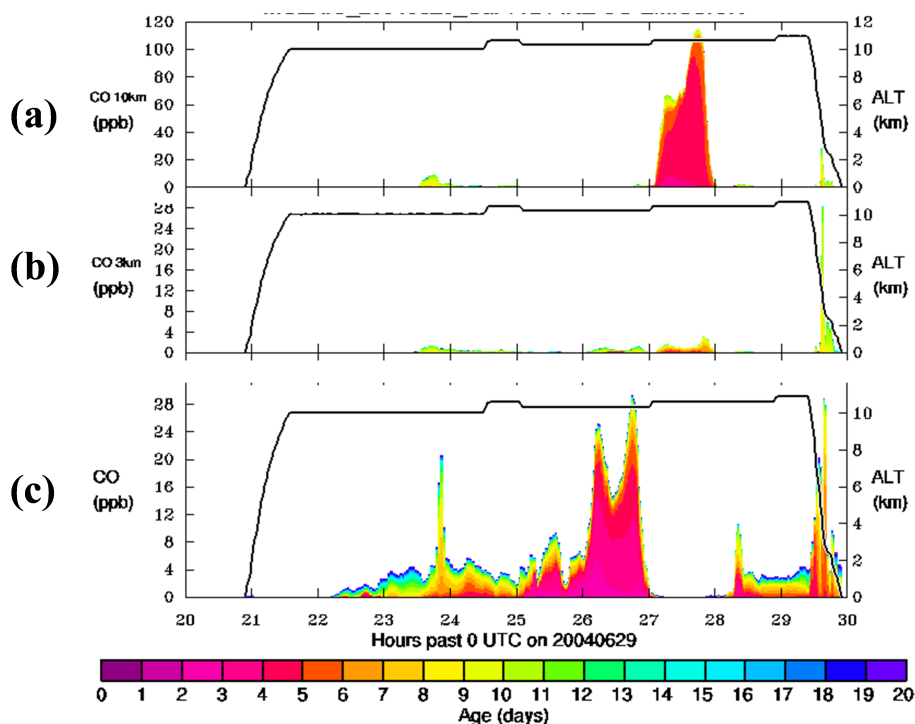 (a)
CO 10km
(ppb)
120
100
80
60
40
20
0
12
10
8
6
4
2
0
ALT
(km)
(b)
CO 3km
(ppb)
28
24
20
16
12
8
4
0
10
8
6
4
2
0
ALT
(km)
(c)
CO
(ppb)
28
24
20
16
12
8
4
0
10
8
6
4
2
0
ALT
(km)
20 21 22 23 24 25 26 27 28 29 30
Hours past 0 UTC on 20040629
0 1 2 3 4 5 6 7 8 9 10 11 12 13 14 15 16 17 18 19 20
Age (days)